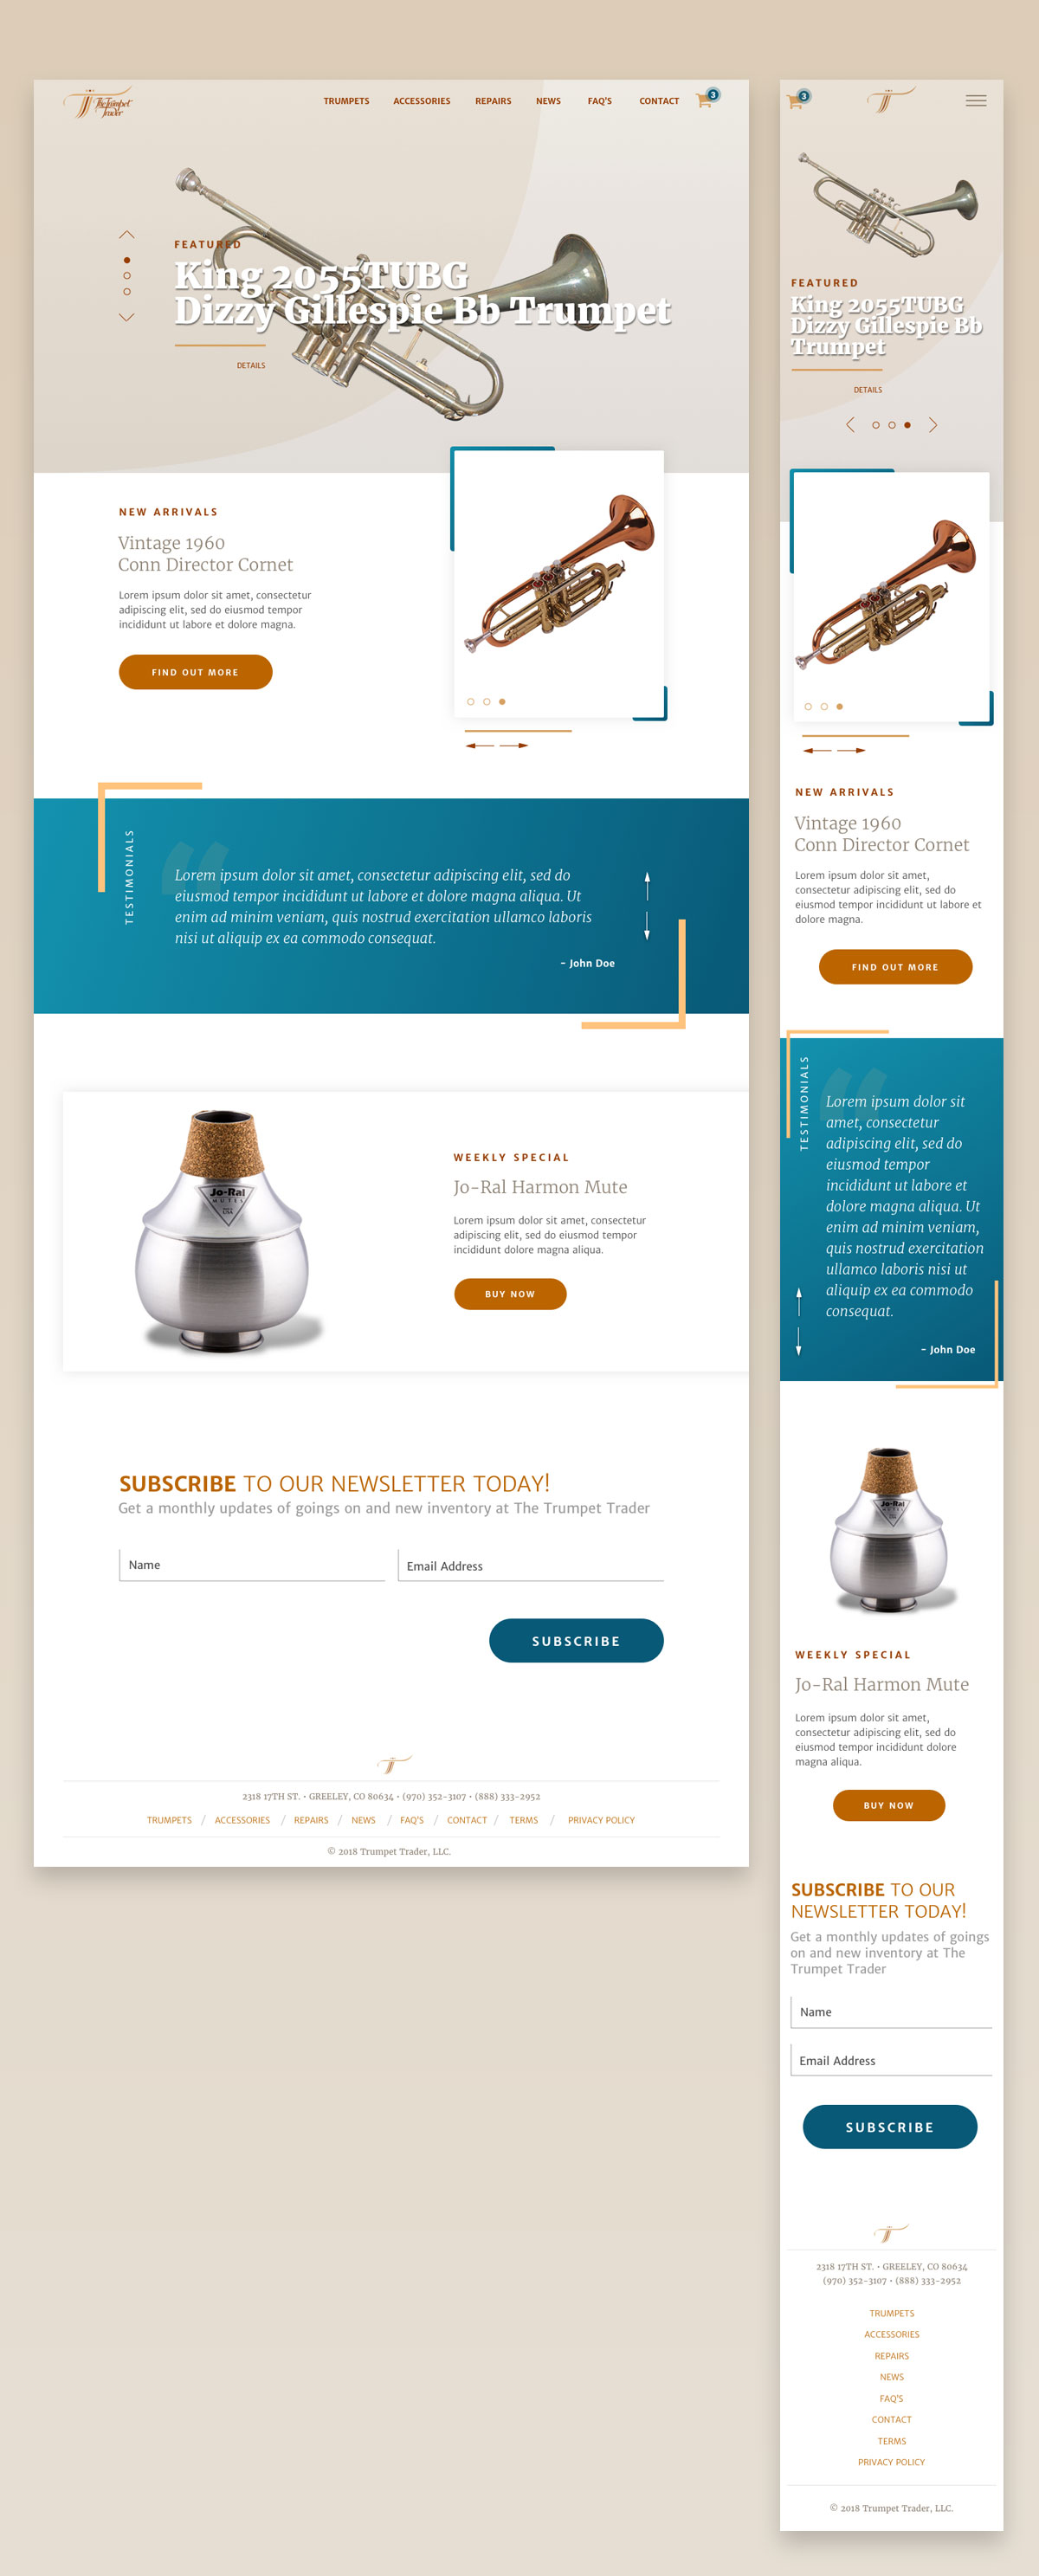 The Trumpet
Trader
TRUMPETS ACCESSORIES REPAIRS NEWS FAQ'S CONTACT 3
FEATURED
King 2055TUBG
Dizzy Gillespie Bb Trumpet
DETAILS
NEW ARRIVALS
Vintage 1960
Conn Director Cornet
Lorem ipsum dolor sit amet, consectetur
adipiscing elit, sed do eiusmod tempor
incididunt ut labore et dolore magna.
FIND OUT MORE
TESTIMONIALS
“
Lorem ipsum dolor sit amet, consectetur adipiscing elit, sed do
eiusmod tempor incididunt ut labore et dolore magna aliqua. Ut
enim ad minim veniam, quis nostrud exercitation ullamco laboris
nisi ut aliquip ex ea commodo consequat.
- John Doe
Jo-Ral
MUTES
USA
WEEKLY SPECIAL
Jo-Ral Harmon Mute
Lorem ipsum dolor sit amet, consectetur
adipiscing elit, sed do eiusmod tempor
incididunt dolore magna aliqua.
BUY NOW
SUBSCRIBE TO OUR NEWSLETTER TODAY!
Get a monthly updates of goings on and new inventory at The Trumpet Trader
Name
Email Address
SUBSCRIBE
2318 17TH ST. • GREELEY, CO 80634 • (970) 352-3107 • (888) 333-2952
TRUMPETS / ACCESSORIES / REPAIRS / NEWS / FAQ'S / CONTACT / TERMS / PRIVACY POLICY
© 2018 Trumpet Trader, LLC.
3
FEATURED
King 2055TUBG
Dizzy Gillespie Bb
Trumpet
DETAILS
NEW ARRIVALS
Vintage 1960
Conn Director Cornet
Lorem ipsum dolor sit amet,
consectetur adipiscing elit, sed do
eiusmod tempor incididunt ut labore et
dolore magna.
FIND OUT MORE
TESTIMONIALS
“
Lorem ipsum dolor sit
amet, consectetur
adipiscing elit, sed do
eiusmod tempor
incididunt ut labore et
dolore magna aliqua. Ut
enim ad minim veniam,
quis nostrud exercitation
ullamco laboris nisi ut
aliquip ex ea commodo
consequat.
- John Doe
Jo-Ral
WEEKLY SPECIAL
Jo-Ral Harmon Mute
Lorem ipsum dolor sit amet,
consectetur adipiscing elit, sed do
eiusmod tempor incididunt dolore
magna aliqua.
BUY NOW
SUBSCRIBE TO OUR
NEWSLETTER TODAY!
Get a monthly updates of goings
on and new inventory at The
Trumpet Trader
Name
Email Address
SUBSCRIBE
2318 17TH ST. • GREELEY, CO 80634
(970) 352-3107 • (888) 333-2952
TRUMPETS
ACCESSORIES
REPAIRS
NEWS
FAQ'S
CONTACT
TERMS
PRIVACY POLICY
© 2018 Trumpet Trader, LLC.